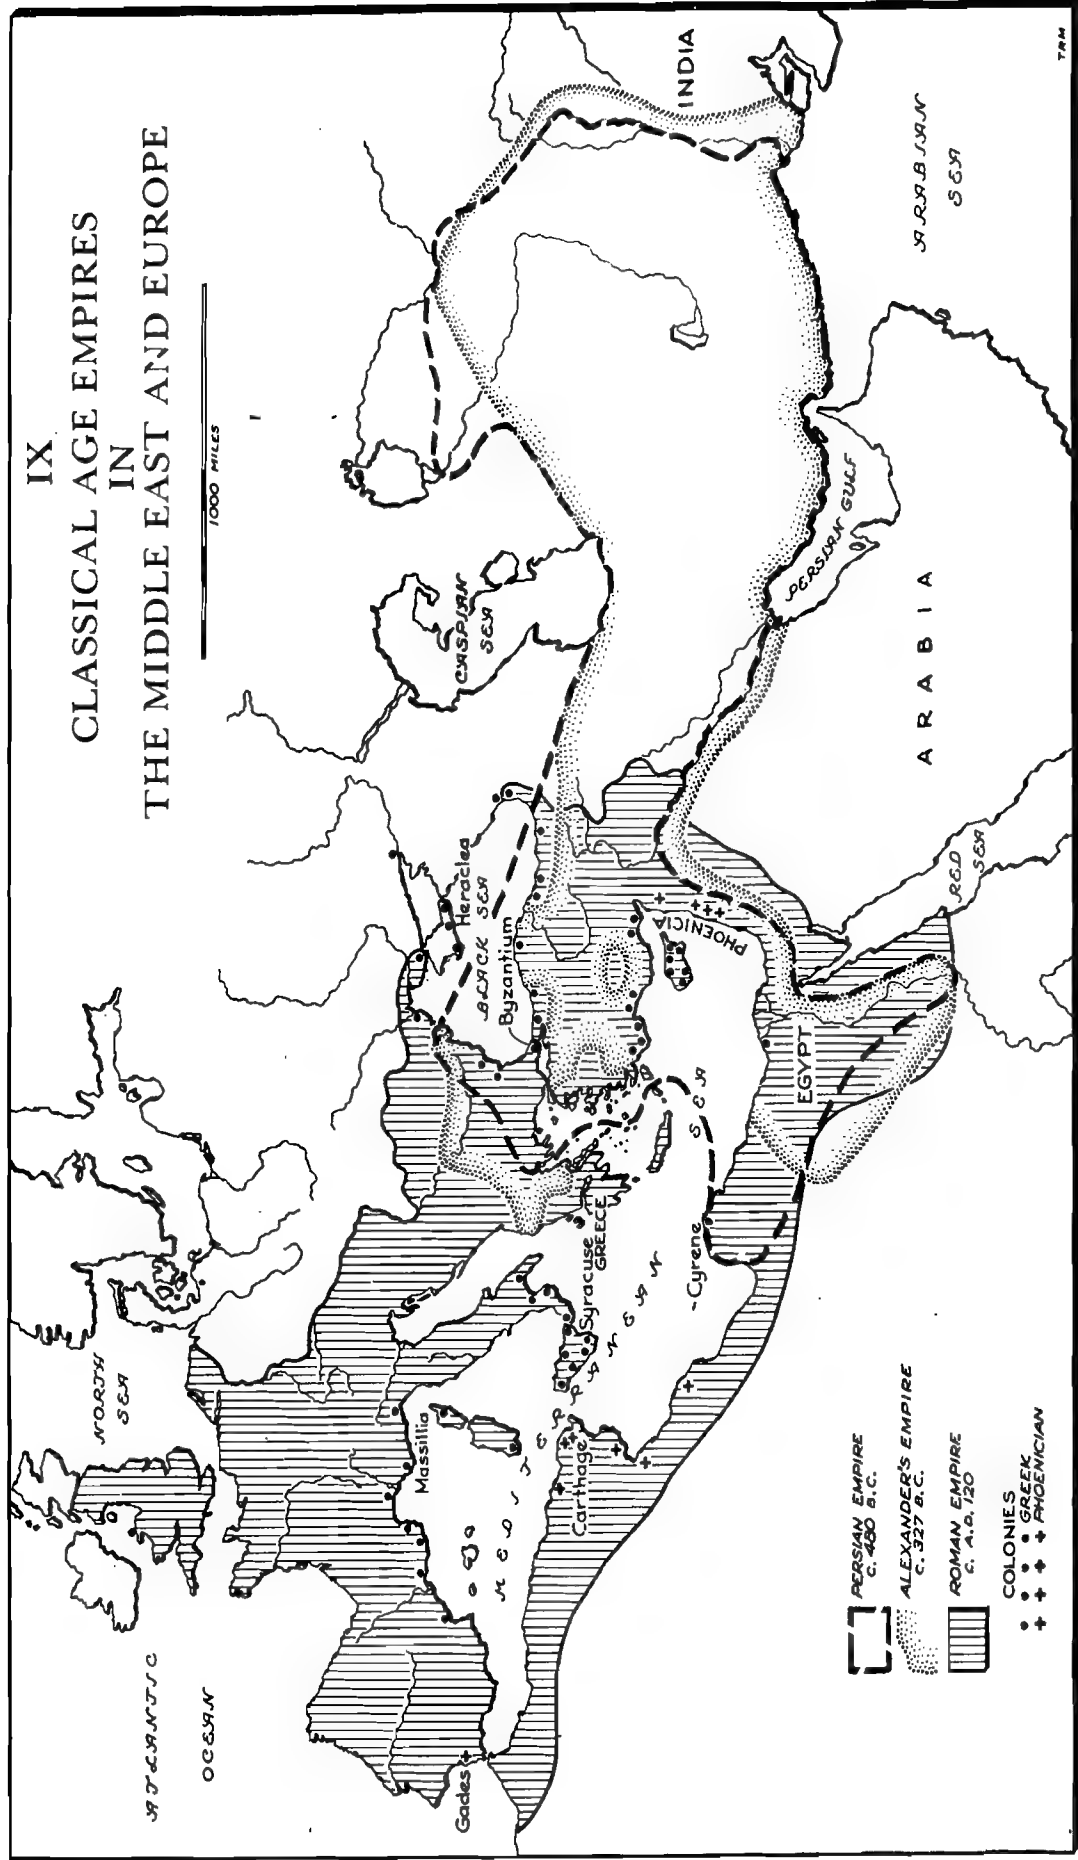 IX
CLASSICAL AGE EMPIRES
IN
THE MIDDLE EAST AND EUROPE
1000 MILES
ATLANTIC
OCEAN
NORTH
SEA
CASPIAN
SEA
BLACK SEA
Heraclea
Byzantium
INDIA
ARABIAN
SEA
PERSIAN GULF
ARABIA
RED
SEA
PHOENICIA
EGYPT
GREECE
Syracuse
Cyrene
Massillia
Carthage
Gades
MEDITERRANEAN SEA
PERSIAN EMPIRE
c. 480 B.C.
ALEXANDER'S EMPIRE
c. 327 B.C.
ROMAN EMPIRE
c. A.D. 120
COLONIES
GREEK
PHOENICIAN
TRM